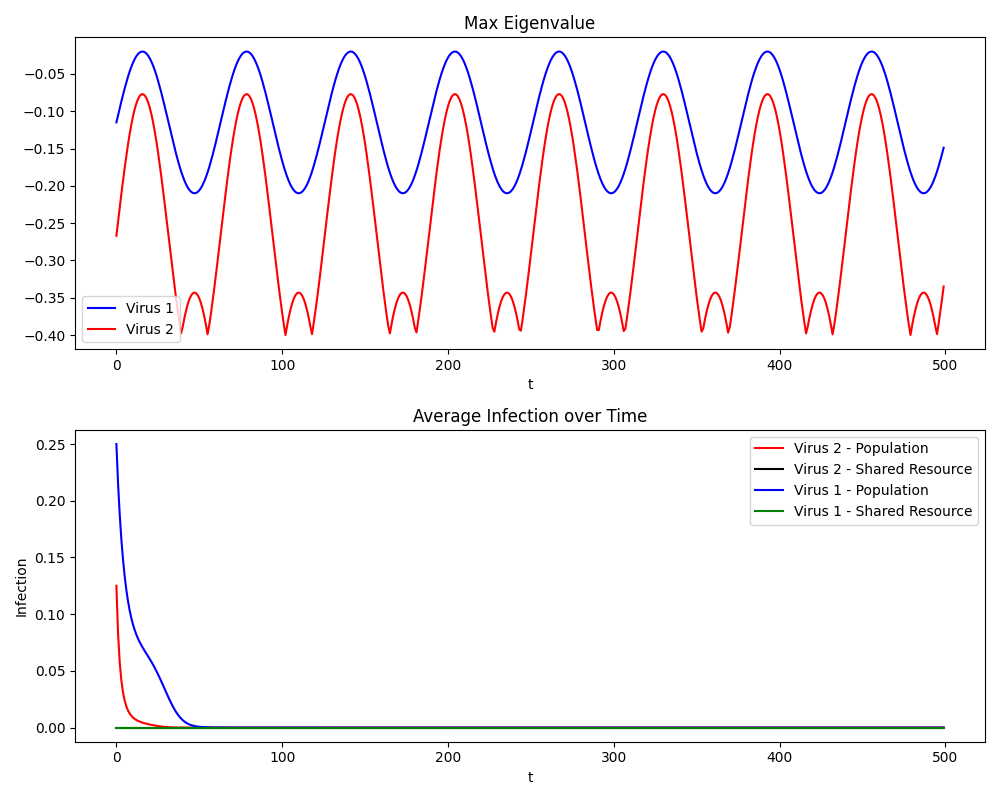 Max Eigenvalue
−0.05
−0.10
−0.15
−0.20
−0.25
−0.30
−0.35
−0.40
Virus 1
Virus 2
0 100 200 300 400 500
t
Average Infection over Time
0.25
0.20
0.15
0.10
0.05
0.00
Infection
Virus 2 - Population
Virus 2 - Shared Resource
Virus 1 - Population
Virus 1 - Shared Resource
0 100 200 300 400 500
t